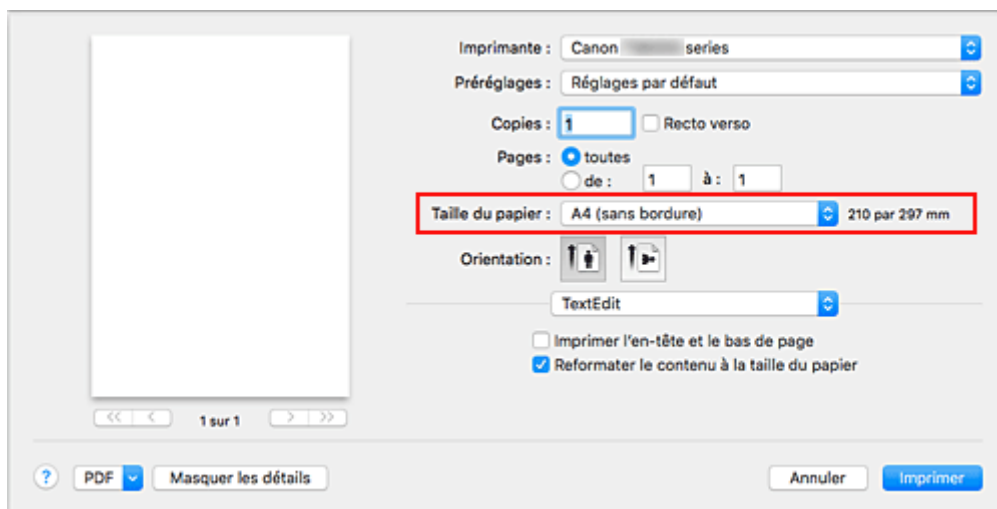 Imprimante : Canon series
Préréglages : Réglages par défaut
Copies : 1 Recto verso
Pages : toutes
de : 1 à : 1
Taille du papier : A4 (sans bordure) 210 par 297 mm
Orientation :
TextEdit
Imprimer l'en-tête et le bas de page
Reformater le contenu à la taille du papier
<< < 1 sur 1 > >>
? PDF Masquer les détails Annuler Imprimer